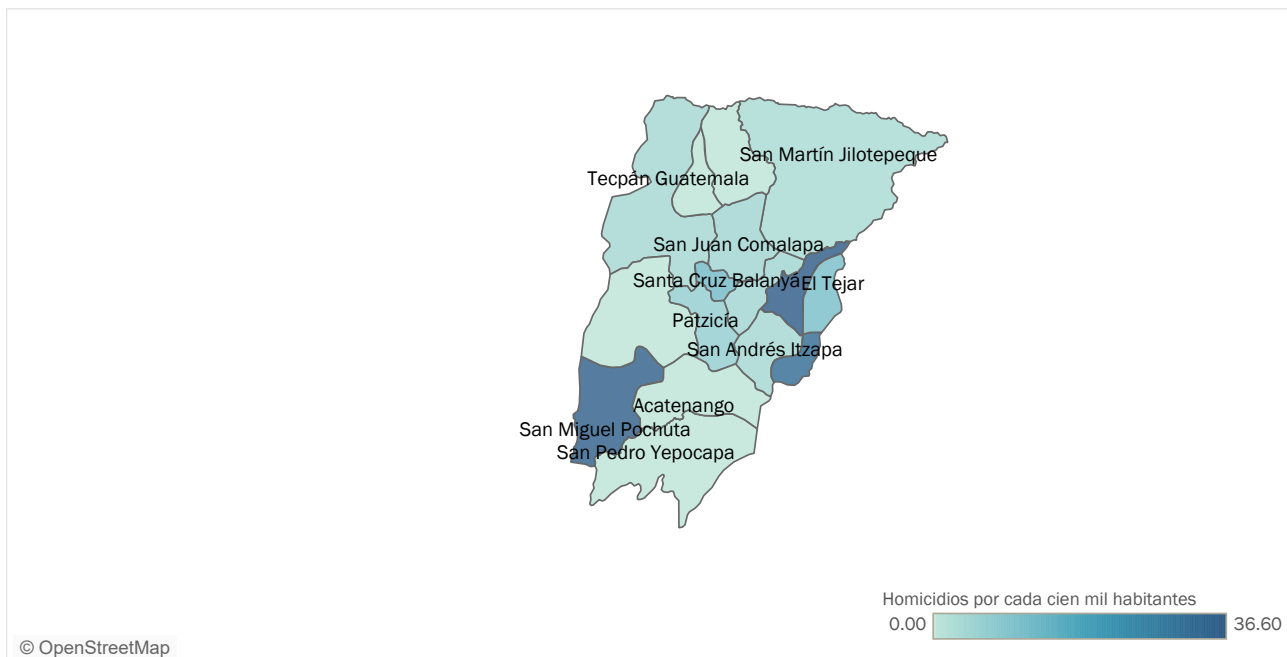 San Martín Jilotepeque
Tecpán Guatemala
San Juan Comalapa
Santa Cruz Balanyá
El Tejar
Patzicía
San Andrés Itzapa
Acatenango
San Miguel Pochuta
San Pedro Yepocapa
Homicidios por cada cien mil habitantes
0.00
36.60
© OpenStreetMap